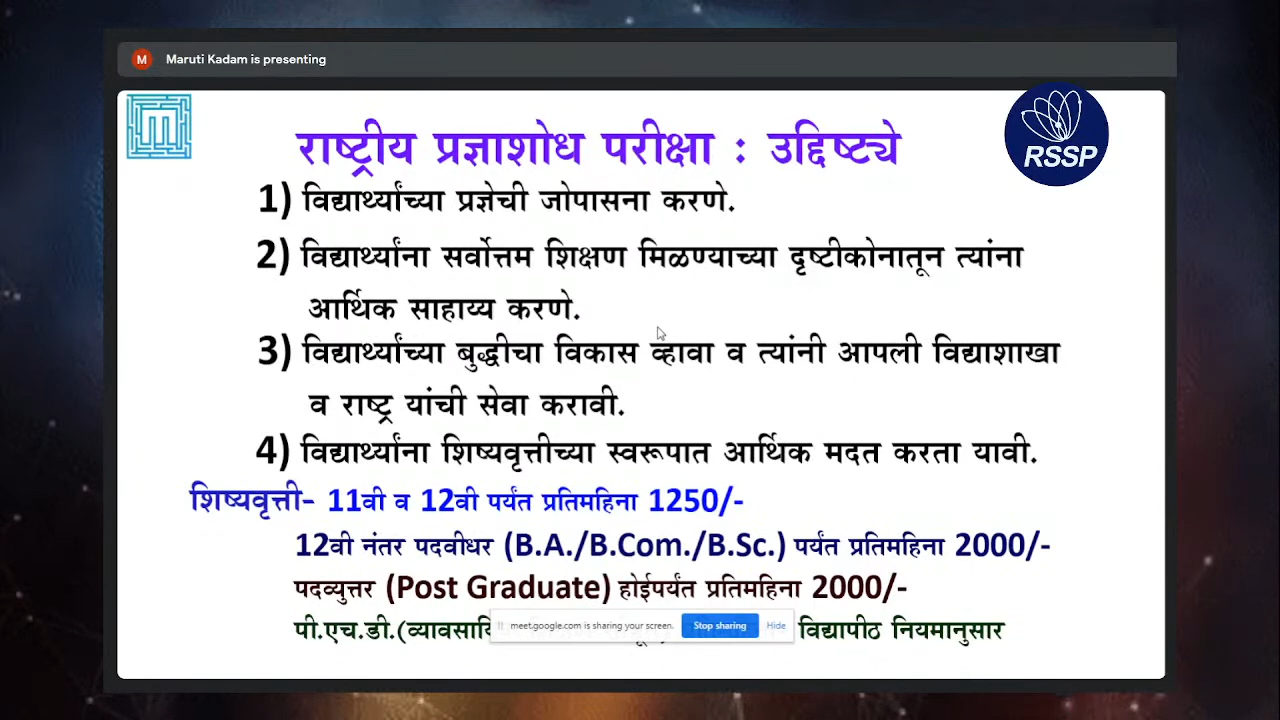 M Maruti Kadam is presenting
RSSP
राष्ट्रीय प्रज्ञाशोध परीक्षा : उद्दिष्ट्ये
1) विद्यार्थ्यांच्या प्रज्ञेची जोपासना करणे.
2) विद्यार्थ्यांना सर्वोत्तम शिक्षण मिळण्याच्या दृष्टीकोनातून त्यांना
आर्थिक साहाय्य करणे.
3) विद्यार्थ्यांच्या बुद्धीचा विकास व्हावा व त्यांनी आपली विद्याशाखा
व राष्ट्र यांची सेवा करावी.
4) विद्यार्थ्यांना शिष्यवृत्तीच्या स्वरूपात आर्थिक मदत करता यावी.
शिष्यवृत्ती- 11वी व 12वी पर्यंत प्रतिमहिना 1250/-
12वी नंतर पदवीधर (B.A./B.Com./B.Sc.) पर्यंत प्रतिमहिना 2000/-
पदव्युत्तर (Post Graduate) होईपर्यंत प्रतिमहिना 2000/-
पी.एच.डी. विद्यापीठ नियमानुसार
meet.google.com is sharing your screen. Stop sharing Hide